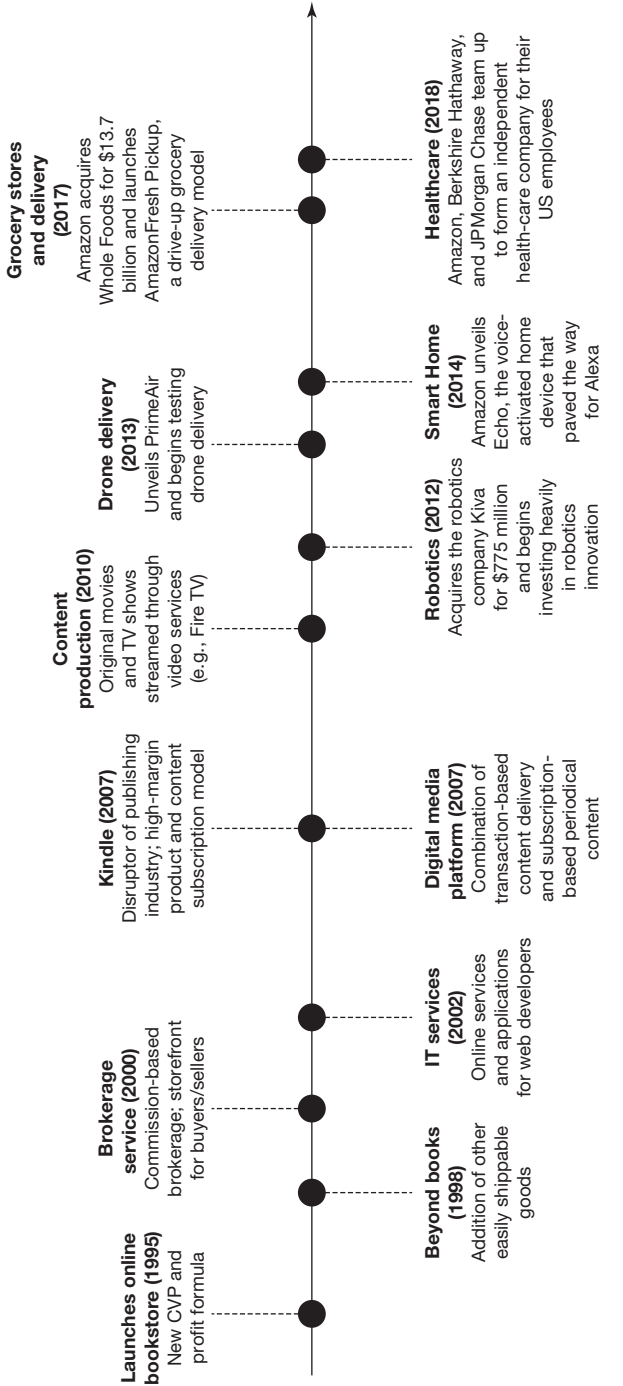 Launches online
bookstore (1995)
New CVP and
profit formula
Beyond books
(1998)
Addition of other
easily shippable
goods
Brokerage
service (2000)
Commission-based
brokerage; storefront
for buyers/sellers
IT services
(2002)
Online services
and applications
for web developers
Kindle (2007)
Disruptor of publishing
industry; high-margin
product and content
subscription model
Digital media
platform (2007)
Combination of
transaction-based
content delivery
and subscription-
based periodical
content
Content
production (2010)
Original movies
and TV shows
streamed through
video services
(e.g., Fire TV)
Robotics (2012)
Acquires the robotics
company Kiva
for $775 million
and begins
investing heavily
in robotics
innovation
Drone delivery
(2013)
Unveils PrimeAir
and begins testing
drone delivery
Smart Home
(2014)
Amazon unveils
Echo, the voice-
activated home
device that
paved the way
for Alexa
Grocery stores
and delivery
(2017)
Amazon acquires
Whole Foods for $13.7
billion and launches
AmazonFresh Pickup,
a drive-up grocery
delivery model
Healthcare (2018)
Amazon, Berkshire Hathaway,
and JPMorgan Chase team up
to form an independent
health-care company for their
US employees